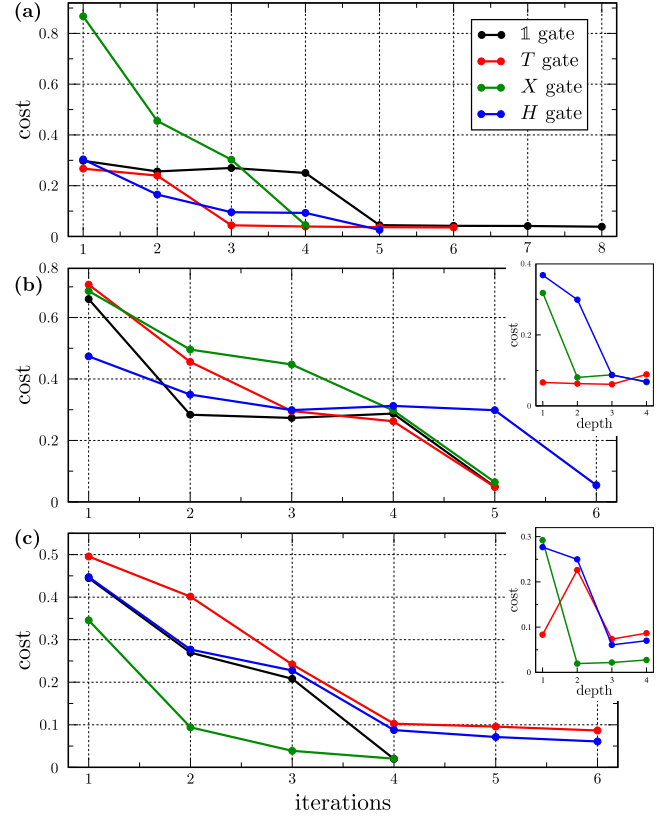 (a)
0.8
0.6
0.4
0.2
0
cost
𝟙 gate
T gate
X gate
H gate
1 2 3 4 5 6 7 8
(b)
0.8
0.6
0.4
0.2
0
cost
1 2 3 4 5 6
0.4
0.2
0
cost
1 2 3 4
depth
(c)
0.5
0.4
0.3
0.2
0.1
0
cost
1 2 3 4 5 6
iterations
0.3
0.2
0.1
0
cost
1 2 3 4
depth